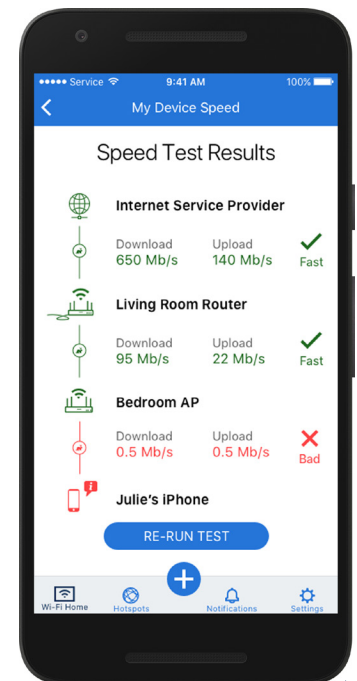 Service 9:41 AM 100%
My Device Speed
Speed Test Results
Internet Service Provider
Download Upload
650 Mb/s 140 Mb/s Fast
Living Room Router
Download Upload
95 Mb/s 22 Mb/s Fast
Bedroom AP
Download Upload
0.5 Mb/s 0.5 Mb/s Bad
i
Julie's iPhone
RE-RUN TEST
+
Wi-Fi Home Hotspots Notifications Settings